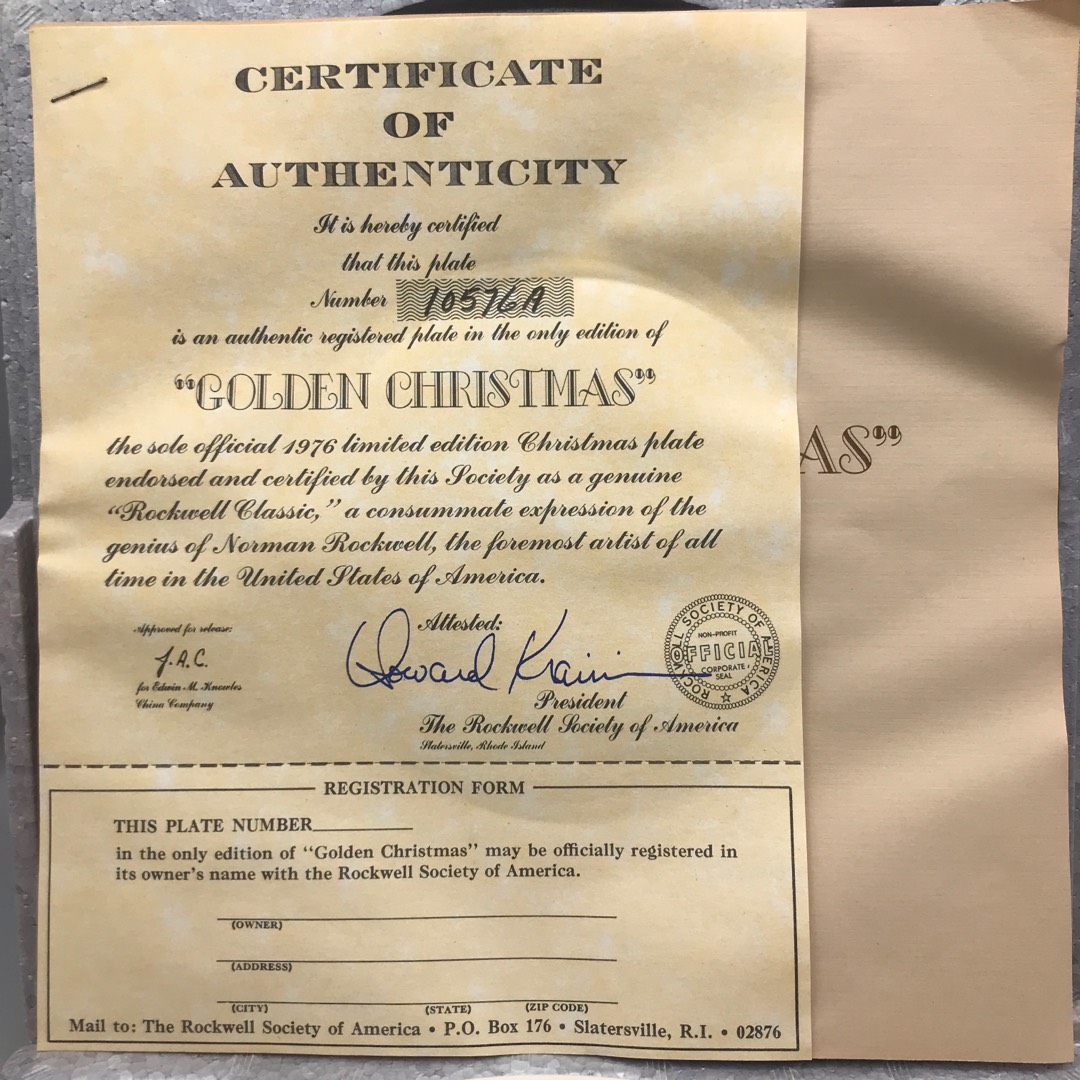 CERTIFICATE
OF
AUTHENTICITY
It is hereby certified
that this plate
Number 10576A
is an authentic registered plate in the only edition of
“GOLDEN CHRISTMAS”
the sole official 1976 limited edition Christmas plate
endorsed and certified by this Society as a genuine
“Rockwell Classic,” a consummate expression of the
genius of Norman Rockwell, the foremost artist of all
time in the United States of America.
Approved for release:
J.A.C.
for Edwin M. Knowles
China Company
Attested:
Howard
President
The Rockwell Society of America
Slatersville, Rhode Island
ROCKWELL SOCIETY OF AMERICA
NON-PROFIT
OFFICIAL
CORPORATE
SEAL
AS”
REGISTRATION FORM
THIS PLATE NUMBER
in the only edition of “Golden Christmas” may be officially registered in
its owner’s name with the Rockwell Society of America.
(OWNER)
(ADDRESS)
(CITY) (STATE) (ZIP CODE)
Mail to: The Rockwell Society of America • P.O. Box 176 • Slatersville, R.I. • 02876